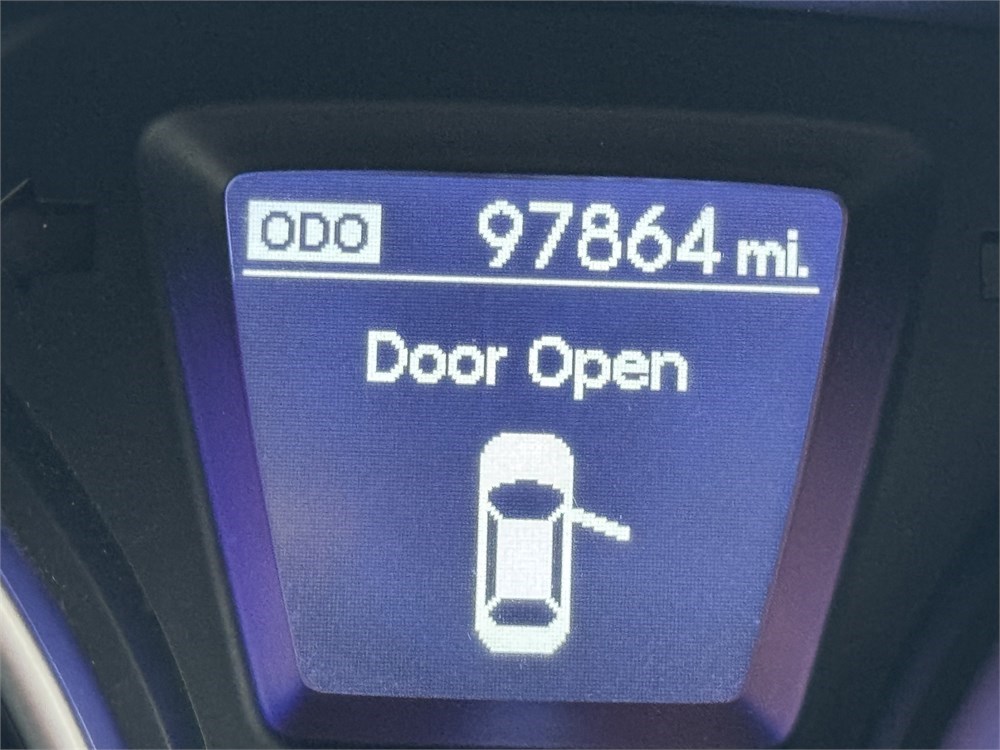 ODO 97864 mi.
Door Open